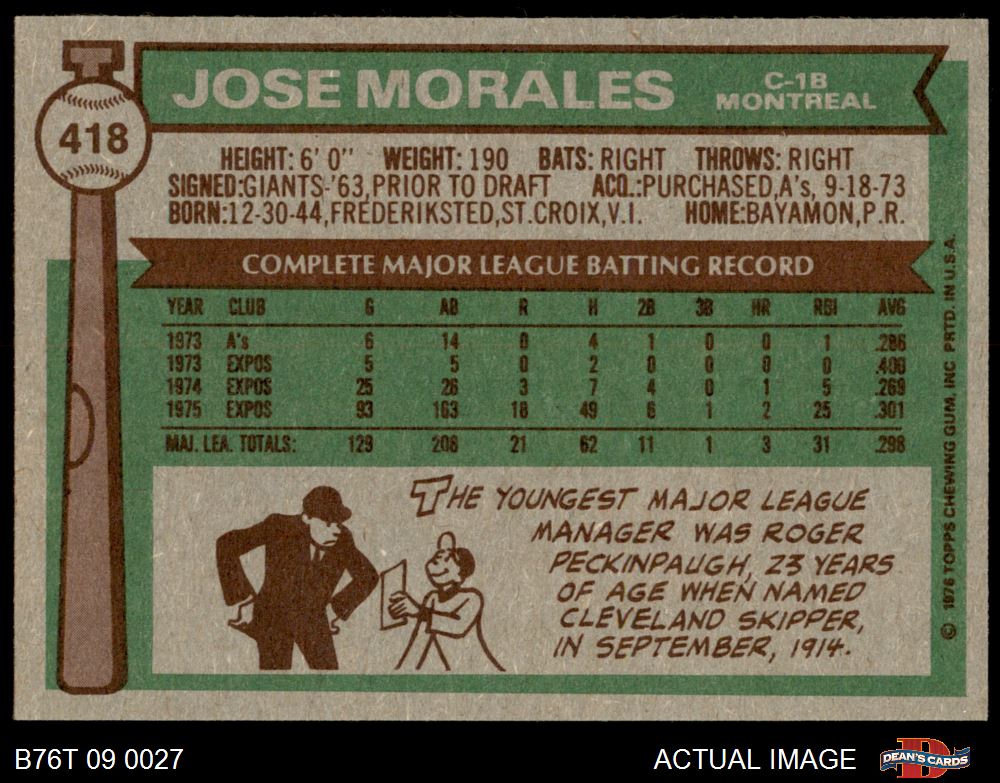 JOSE MORALES
C-1B
MONTREAL
418
HEIGHT: 6' 0" WEIGHT: 190 BATS: RIGHT THROWS: RIGHT
SIGNED:GIANTS-'63,PRIOR TO DRAFT ACQ.:PURCHASED,A's, 9-18-73
BORN:12-30-44,FREDERIKSTED,ST.CROIX,V.I. HOME:BAYAMON,P.R.
COMPLETE MAJOR LEAGUE BATTING RECORD
YEAR CLUB G AB R H 2B 3B HR RBI AVG
1973 A's 6 14 0 4 1 0 0 1 .286
1973 EXPOS 5 5 0 2 0 0 0 0 .400
1974 EXPOS 25 26 3 7 4 0 1 5 .269
1975 EXPOS 93 163 18 49 6 1 2 25 .301
MAJ. LEA. TOTALS: 129 208 21 62 11 1 3 31 .298
THE YOUNGEST MAJOR LEAGUE
MANAGER WAS ROGER
PECKINPAUGH, 23 YEARS
OF AGE WHEN NAMED
CLEVELAND SKIPPER,
IN SEPTEMBER, 1914.
© 1976 TOPPS CHEWING GUM, INC PRTD. IN U.S.A.
B76T 09 0027
ACTUAL IMAGE
DEAN'S CARDS